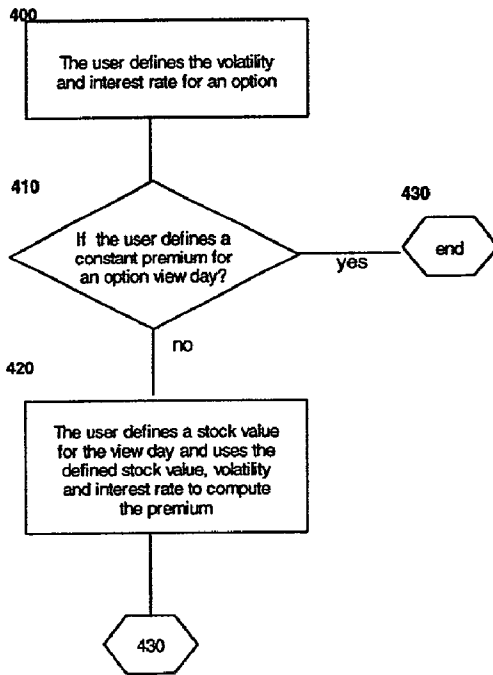 400
The user defines the volatility
and interest rate for an option
410
430
If the user defines a
constant premium for
an option view day?
end
yes
no
420
The user defines a stock value
for the view day and uses the
defined stock value, volatility
and interest rate to compute
the premium
430